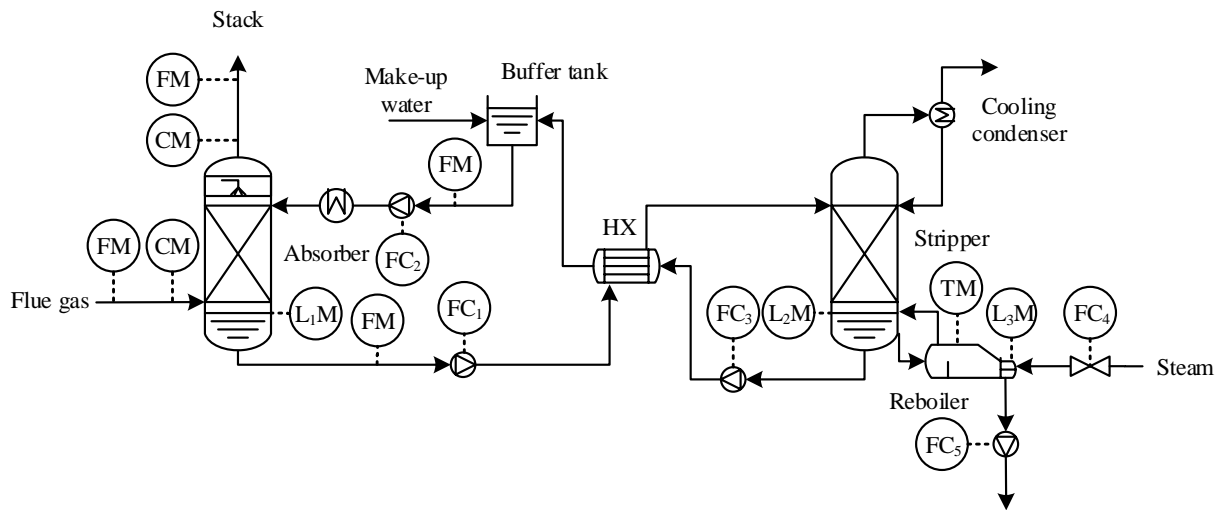 Stack
FM
Buffer tank
Make-up
water
Cooling
condenser
CM
FM
HX
FM
CM
Absorber
FC₂
Stripper
Flue gas
L₁M
FM
FC₁
FC₃
L₂M
TM
L₃M
FC₄
Steam
Reboiler
FC₅